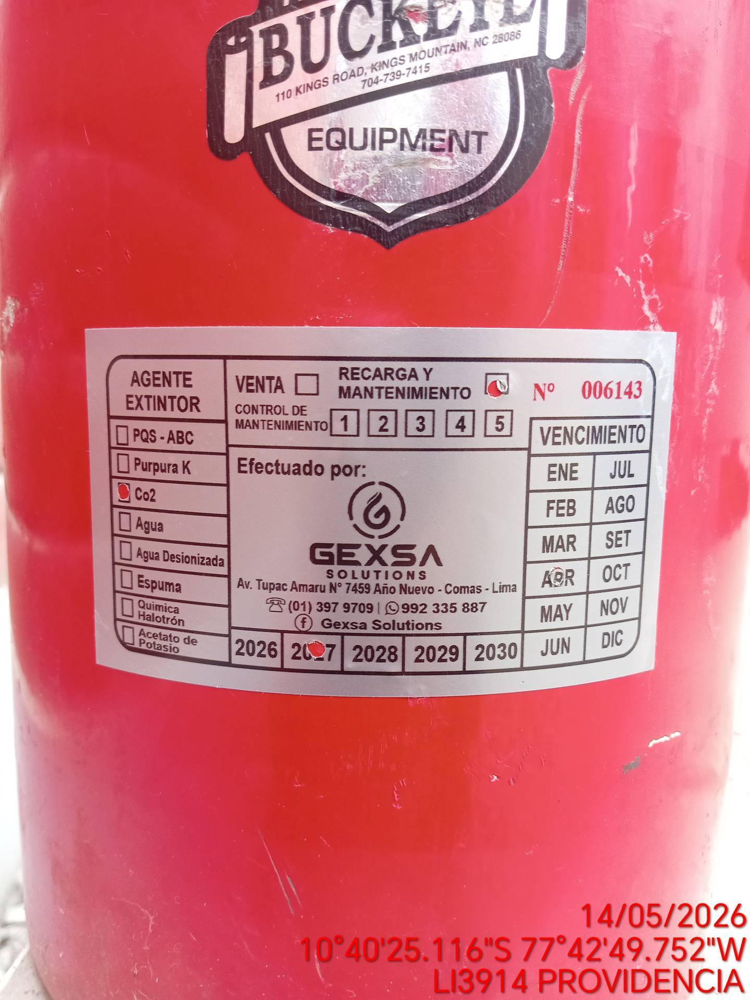 BUCKEYE
110 KINGS ROAD, KINGS MOUNTAIN, NC 28086
704-739-7415
EQUIPMENT
AGENTE
EXTINTOR
PQS - ABC
Purpura K
Co2
Agua
Agua Desionizada
Espuma
Quimica
Halotrón
Acetato de
Potasio
VENTA
RECARGA Y
MANTENIMIENTO
CONTROL DE
MANTENIMIENTO
1 2 3 4 5
Nº 006143
Efectuado por:
GEXSA
SOLUTIONS
Av. Tupac Amaru N° 7459 Año Nuevo - Comas - Lima
(01) 397 9709 | 992 335 887
f Gexsa Solutions
2026 2027 2028 2029 2030
VENCIMIENTO
ENE JUL
FEB AGO
MAR SET
APR OCT
MAY NOV
JUN DIC
14/05/2026
10°40'25.116"S 77°42'49.752"W
LI3914 PROVIDENCIA